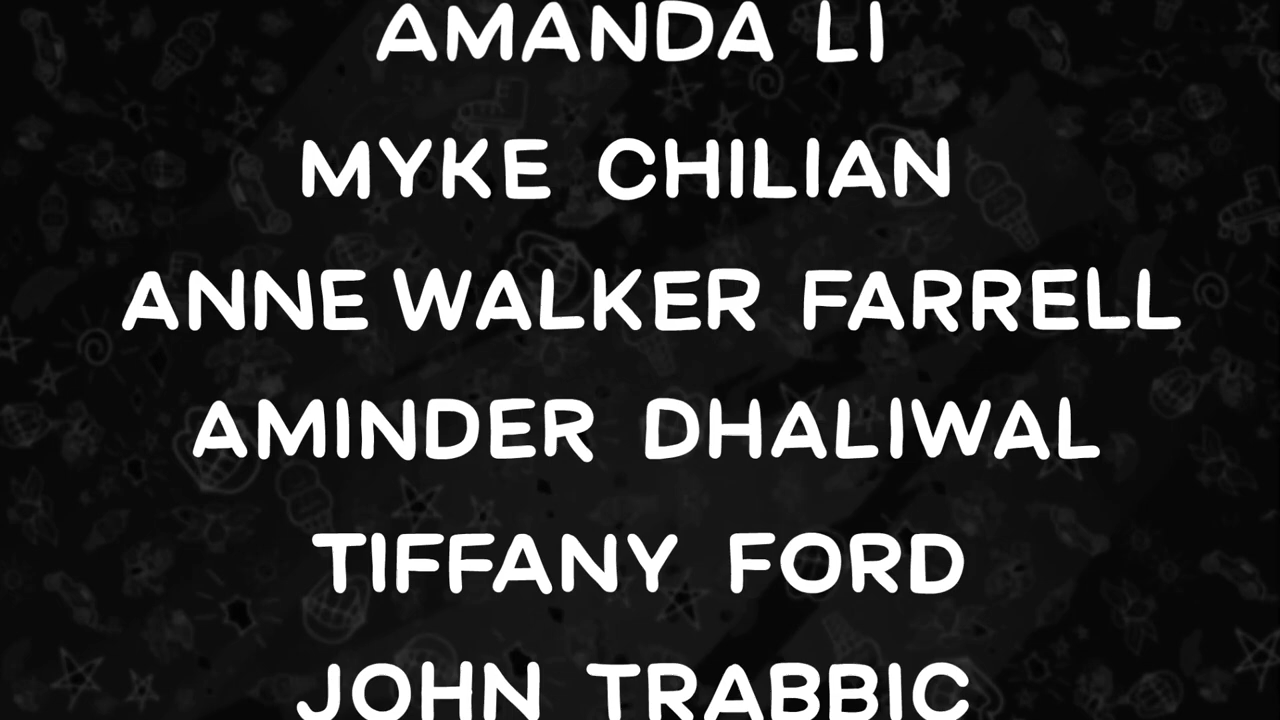 AMANDA LI
MYKE CHILIAN
ANNE WALKER FARRELL
AMINDER DHALIWAL
TIFFANY FORD
JOHN TRABBIC